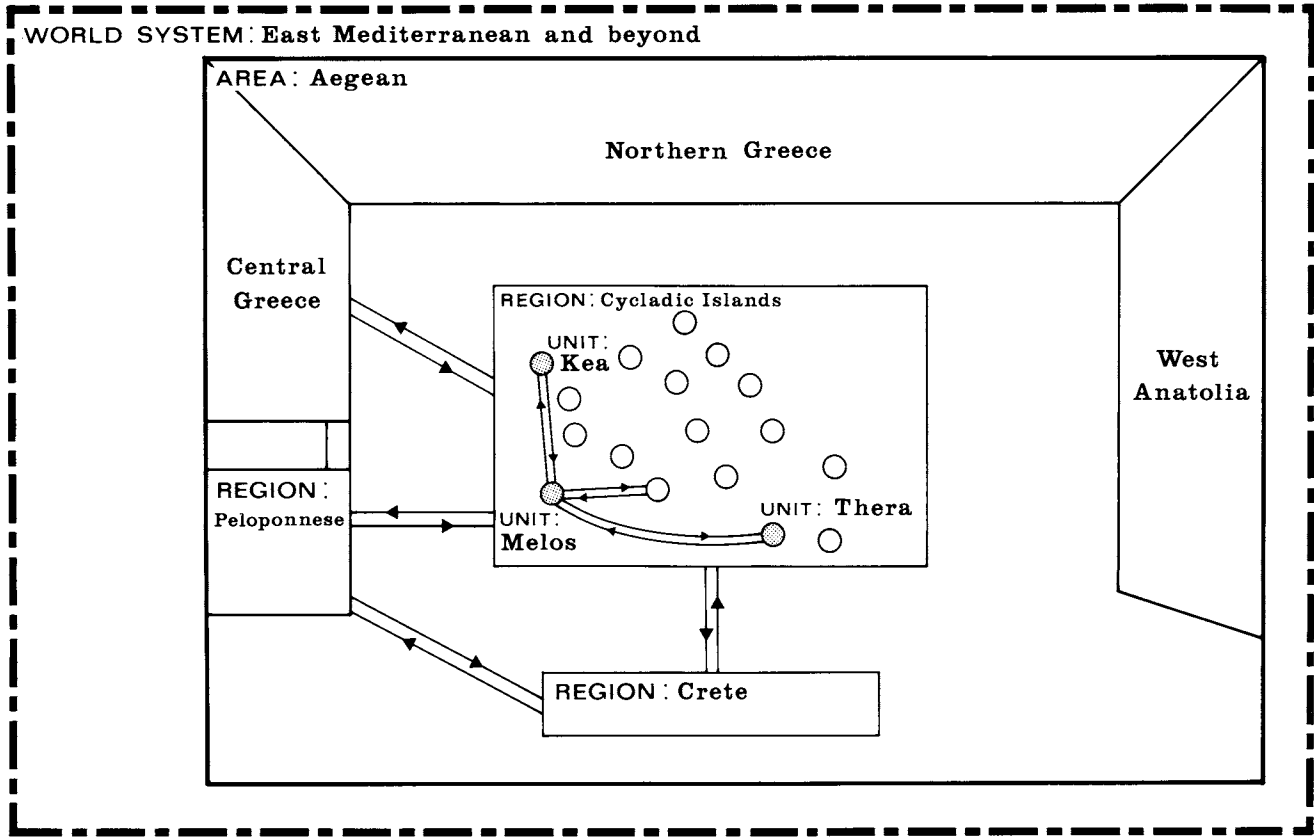 WORLD SYSTEM: East Mediterranean and beyond
AREA: Aegean
Northern Greece
Central
Greece
REGION: Cycladic Islands
UNIT:
Kea
West
Anatolia
REGION:
Peloponnese
UNIT:
Melos
UNIT: Thera
REGION: Crete